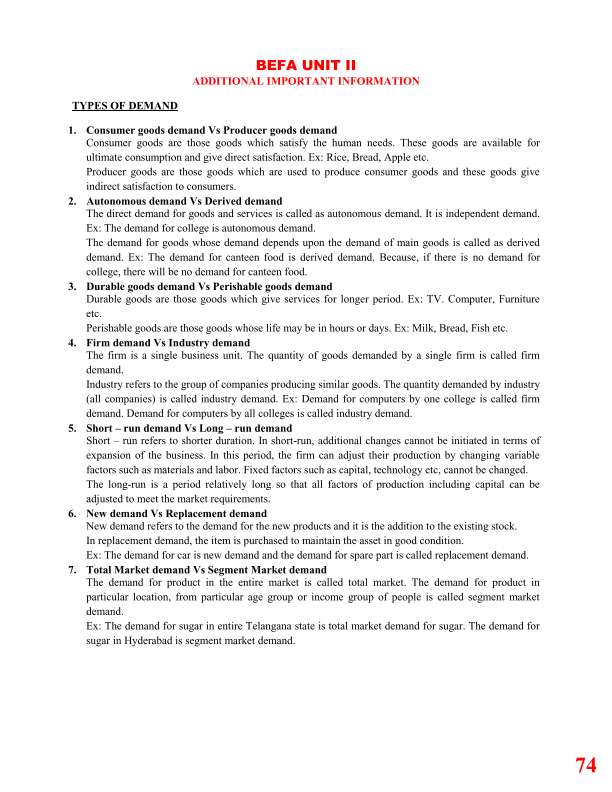 BEFA UNIT II
ADDITIONAL IMPORTANT INFORMATION
TYPES OF DEMAND
1. Consumer goods demand Vs Producer goods demand
Consumer goods are those goods which satisfy the human needs. These goods are available for
ultimate consumption and give direct satisfaction. Ex: Rice, Bread, Apple etc.
Producer goods are those goods which are used to produce consumer goods and these goods give
indirect satisfaction to consumers.
2. Autonomous demand Vs Derived demand
The direct demand for goods and services is called as autonomous demand. It is independent demand.
Ex: The demand for college is autonomous demand.
The demand for goods whose demand depends upon the demand of main goods is called as derived
demand. Ex: The demand for canteen food is derived demand. Because, if there is no demand for
college, there will be no demand for canteen food.
3. Durable goods demand Vs Perishable goods demand
Durable goods are those goods which give services for longer period. Ex: TV. Computer, Furniture
etc.
Perishable goods are those goods whose life may be in hours or days. Ex: Milk, Bread, Fish etc.
4. Firm demand Vs Industry demand
The firm is a single business unit. The quantity of goods demanded by a single firm is called firm
demand.
Industry refers to the group of companies producing similar goods. The quantity demanded by industry
(all companies) is called industry demand. Ex: Demand for computers by one college is called firm
demand. Demand for computers by all colleges is called industry demand.
5. Short – run demand Vs Long – run demand
Short – run refers to shorter duration. In short-run, additional changes cannot be initiated in terms of
expansion of the business. In this period, the firm can adjust their production by changing variable
factors such as materials and labor. Fixed factors such as capital, technology etc, cannot be changed.
The long-run is a period relatively long so that all factors of production including capital can be
adjusted to meet the market requirements.
6. New demand Vs Replacement demand
New demand refers to the demand for the new products and it is the addition to the existing stock.
In replacement demand, the item is purchased to maintain the asset in good condition.
Ex: The demand for car is new demand and the demand for spare part is called replacement demand.
7. Total Market demand Vs Segment Market demand
The demand for product in the entire market is called total market. The demand for product in
particular location, from particular age group or income group of people is called segment market
demand.
Ex: The demand for sugar in entire Telangana state is total market demand for sugar. The demand for
sugar in Hyderabad is segment market demand.
74